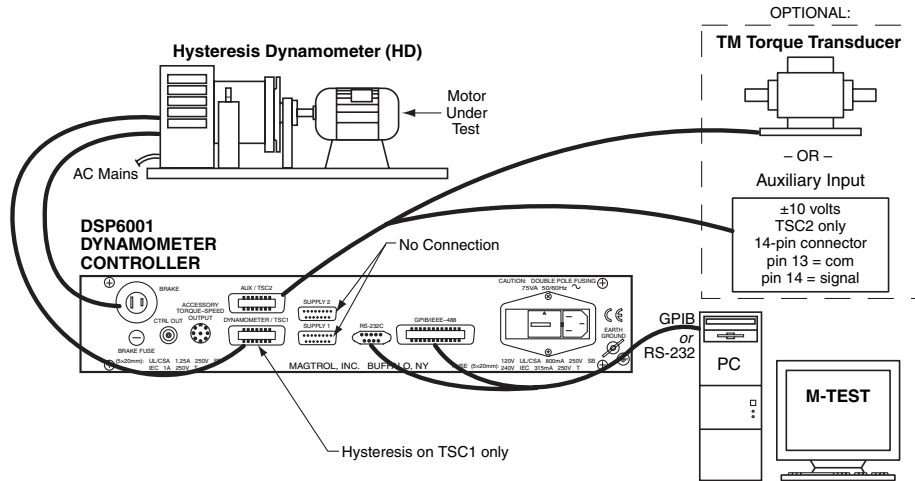 OPTIONAL:
TM Torque Transducer
Hysteresis Dynamometer (HD)
Motor
Under
Test
AC Mains
– OR –
Auxiliary Input
±10 volts
TSC2 only
14-pin connector
pin 13 = com
pin 14 = signal
DSP6001
DYNAMOMETER
CONTROLLER
No Connection
BRAKE
AUX / TSC2
SUPPLY 2
CAUTION: DOUBLE POLE FUSING
75VA 50/60Hz
ACCESSORY
TORQUE–SPEED
OUTPUT
CTRL OUT
DYNAMOMETER / TSC1
SUPPLY 1
RS-232C
GPIB/IEEE–488
CE
EARTH
GROUND
BRAKE FUSE
(5x20mm): UL/CSA 1.25A 250V SB
IEC 1A 250V T
MAGTROL, INC. BUFFALO, NY
(5x20mm): 120V UL/CSA 800mA 250V SB
240V IEC 315mA 250V T
GPIB
or
RS-232
PC
M-TEST
Hysteresis on TSC1 only